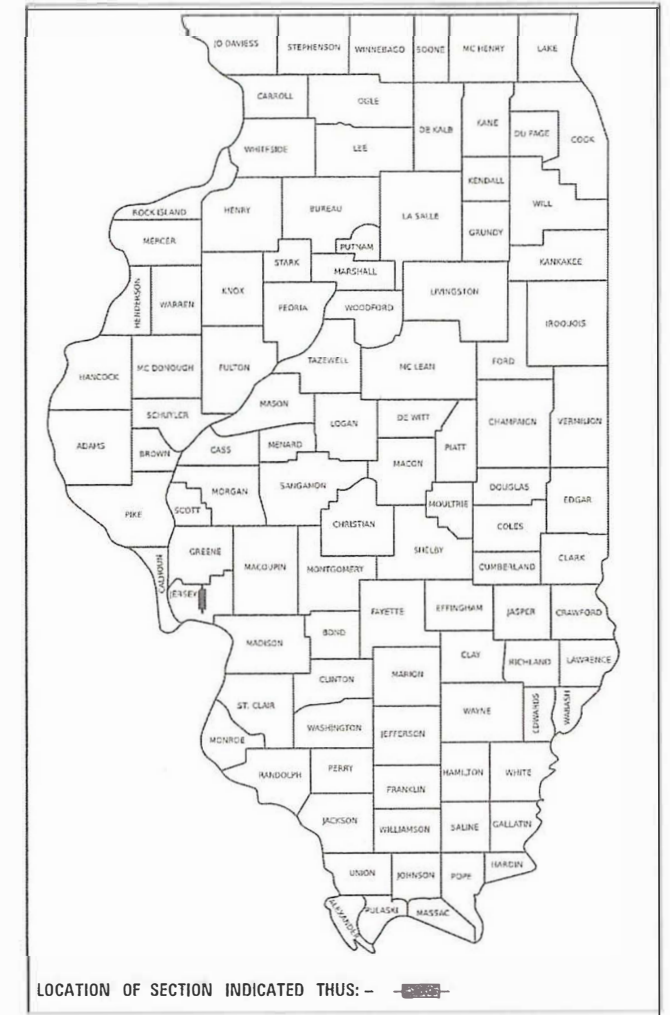 JO DAVIESS STEPHENSON WINNEBAGO BOONE MC HENRY LAKE
CARROLL OGLE DE KALB KANE DU PAGE COOK
WHITESIDE LEE KENDALL
ROCK ISLAND HENRY BUREAU LA SALLE GRUNDY WILL
MERCER PUTNAM
STARK MARSHALL KANKAKEE
HENDERSON WARREN KNOX PEORIA WOODFORD LIVINGSTON IROQUOIS
HANCOCK MC DONOUGH FULTON TAZEWELL MC LEAN FORD
SCHUYLER MASON LOGAN DE WITT CHAMPAIGN VERMILION
ADAMS BROWN CASS MENARD MACON PIATT
PIKE SCOTT MORGAN SANGAMON CHRISTIAN MOULTRIE DOUGLAS EDGAR
COLES
CALHOUN GREENE MACOUPIN MONTGOMERY SHELBY CUMBERLAND CLARK
JERSEY FAYETTE EFFINGHAM JASPER CRAWFORD
MADISON BOND
CLINTON MARION CLAY RICHLAND LAWRENCE
ST. CLAIR WASHINGTON JEFFERSON WAYNE EDWARDS WABASH
MONROE
RANDOLPH PERRY FRANKLIN HAMILTON WHITE
JACKSON WILLIAMSON SALINE GALLATIN
UNION JOHNSON POPE HARDIN
ALEXANDER PULASKI MASSAC
LOCATION OF SECTION INDICATED THUS: –